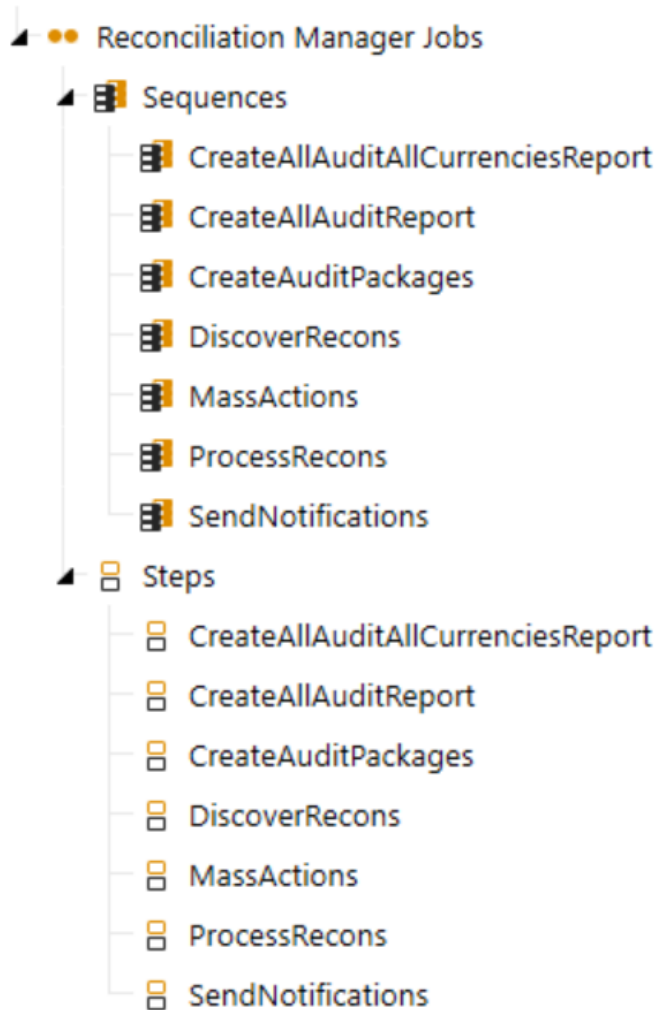 Reconciliation Manager Jobs
Sequences
CreateAllAuditAllCurrenciesReport
CreateAllAuditReport
CreateAuditPackages
DiscoverRecons
MassActions
ProcessRecons
SendNotifications
Steps
CreateAllAuditAllCurrenciesReport
CreateAllAuditReport
CreateAuditPackages
DiscoverRecons
MassActions
ProcessRecons
SendNotifications